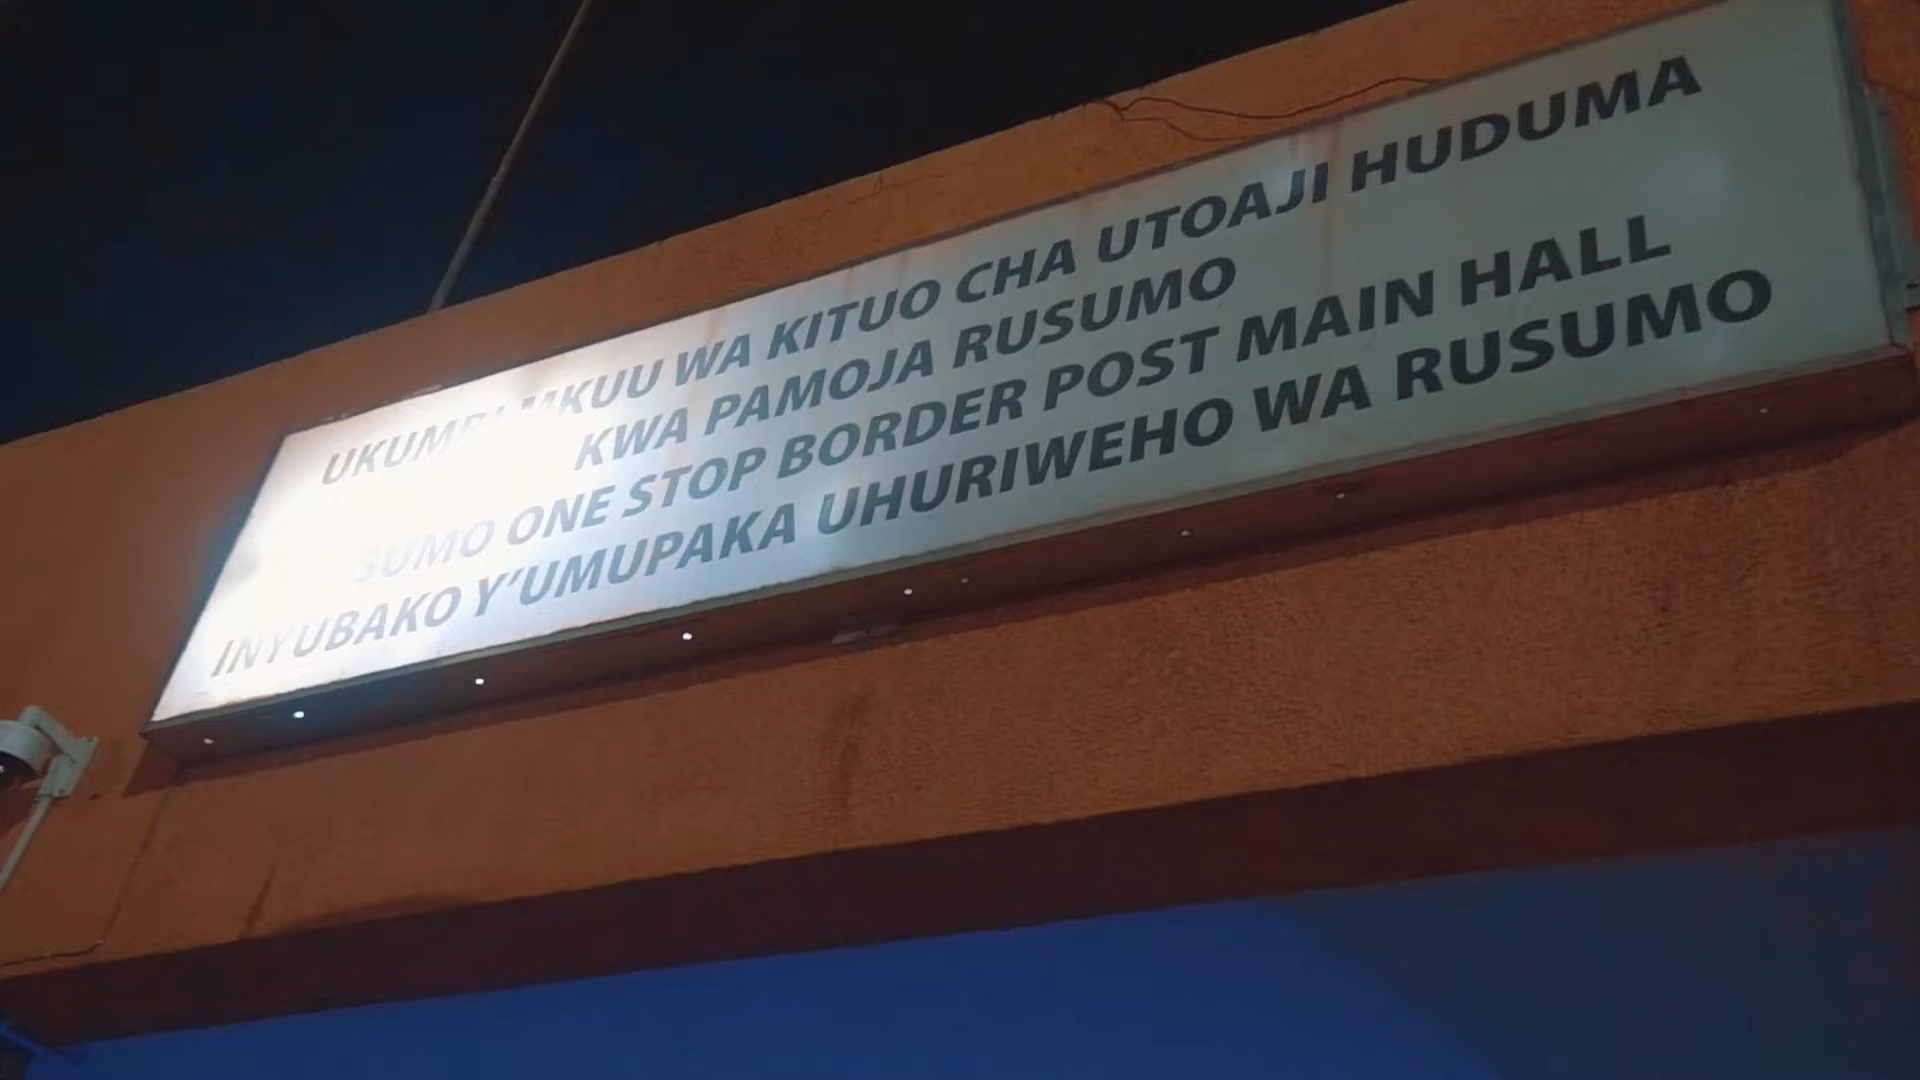 UKUMBI MKUU WA KITUO CHA UTOAJI HUDUMA
KWA PAMOJA RUSUMO
SUMO ONE STOP BORDER POST MAIN HALL
INYUBAKO Y'UMUPAKA UHURIWEHO WA RUSUMO